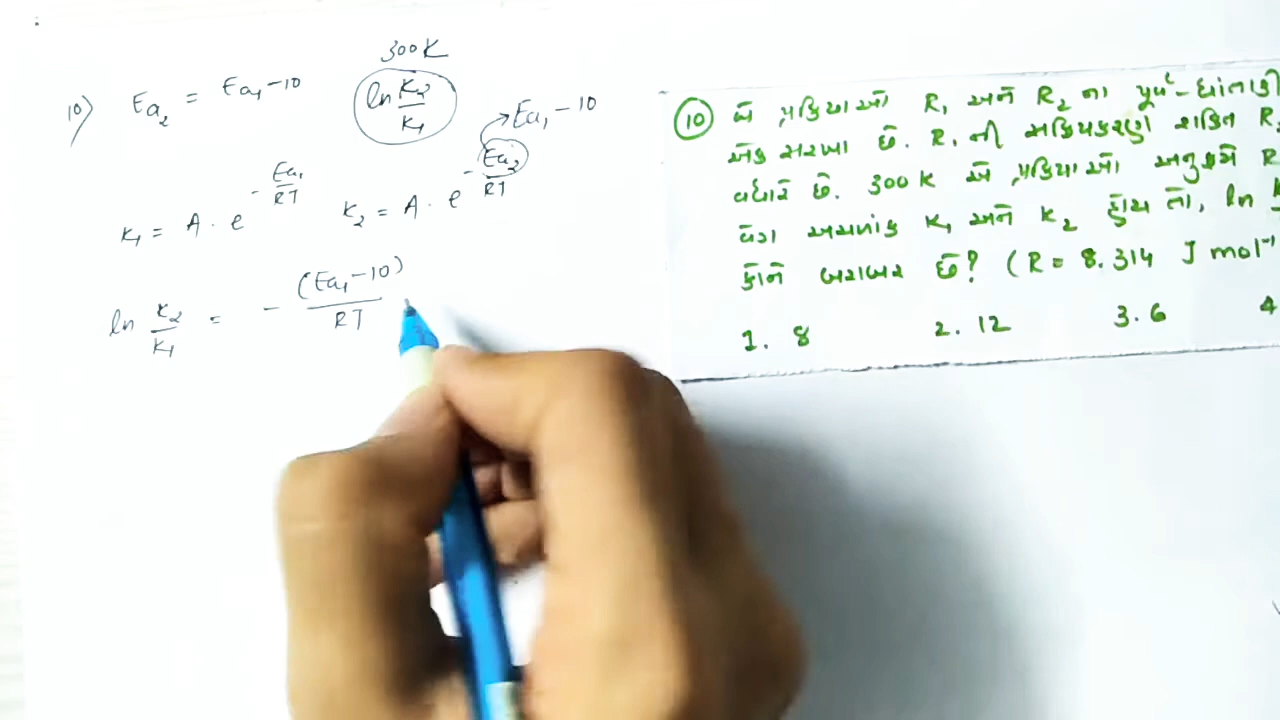 10) Ea₂ = Ea₁-10
300K
ln K₂/K₁
→Ea₁-10
K₁ = A · e^(-Ea₁/RT) K₂ = A · e^(-Ea₂/RT)
ln K₂/K₁ = - (Ea₁-10)/RT
⑩ બે પ્રક્રિયાઓ R₁ અને R₂ ના પૂર્વ-ઘાતાંકી
એક સરખા છે. R₁ ની સક્રિયકરણ શક્તિ R₂
વધારે છે. 300K એ પ્રક્રિયાઓ અનુક્રમે R
વેગ અચળાંક K₁ અને K₂ હોય તો, ln K
કોને બરાબર છે? (R = 8.314 J mol⁻¹
1. 8 2. 12 3. 6 4